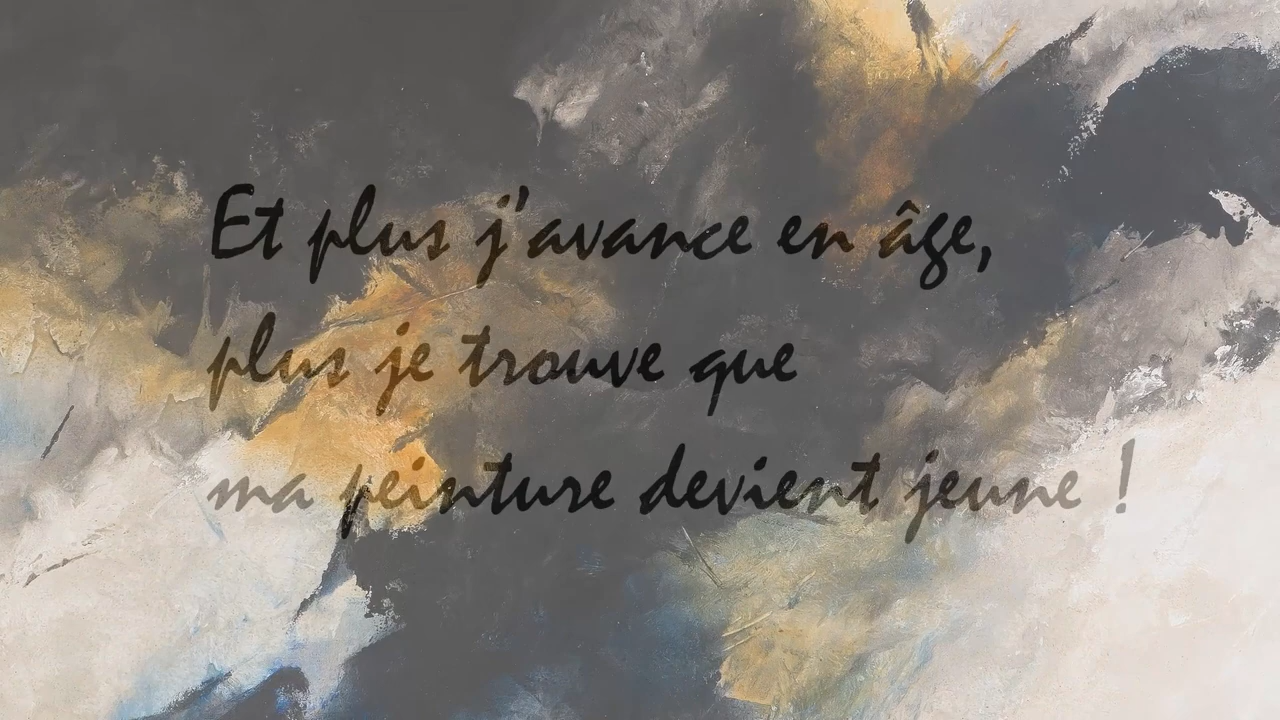 Et plus j'avance en âge,
plus je trouve que
ma peinture devient jeune !